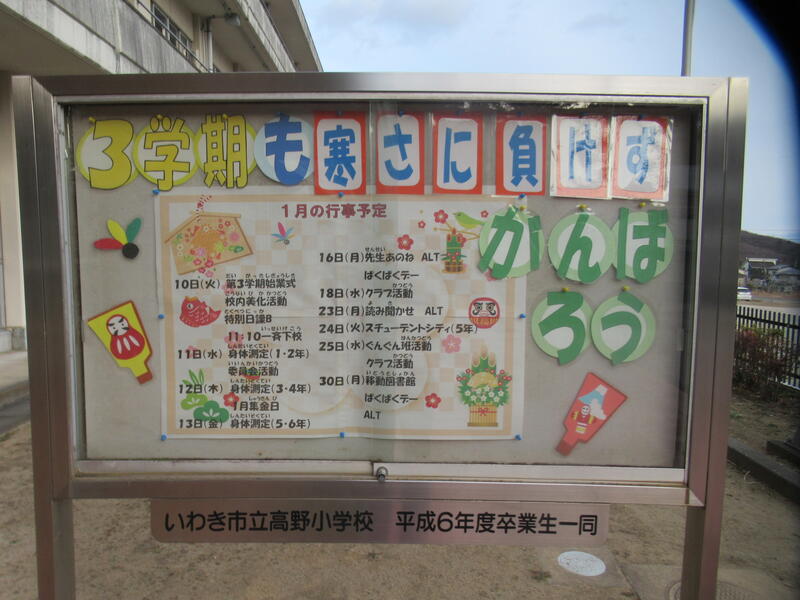 3学期も寒さに負けず
がんば
ろう
1月の行事予定
10日(火) 第3学期始業式
校内美化活動
特別日課B
11:10一斉下校
11日(水) 身体測定(1・2年)
委員会活動
12日(木) 身体測定(3・4年)
1月集金日
13日(金) 身体測定(5・6年)
16日(月)先生あのね ALT
ぱくぱくデー
18日(水)クラブ活動
23日(月)読み聞かせ ALT
24日(火)スチューデントシティ(5年)
25日(水)ぐんぐん班活動
クラブ活動
30日(月)移動図書館
ぱくぱくデー
ALT
いわき市立高野小学校 平成6年度卒業生一同